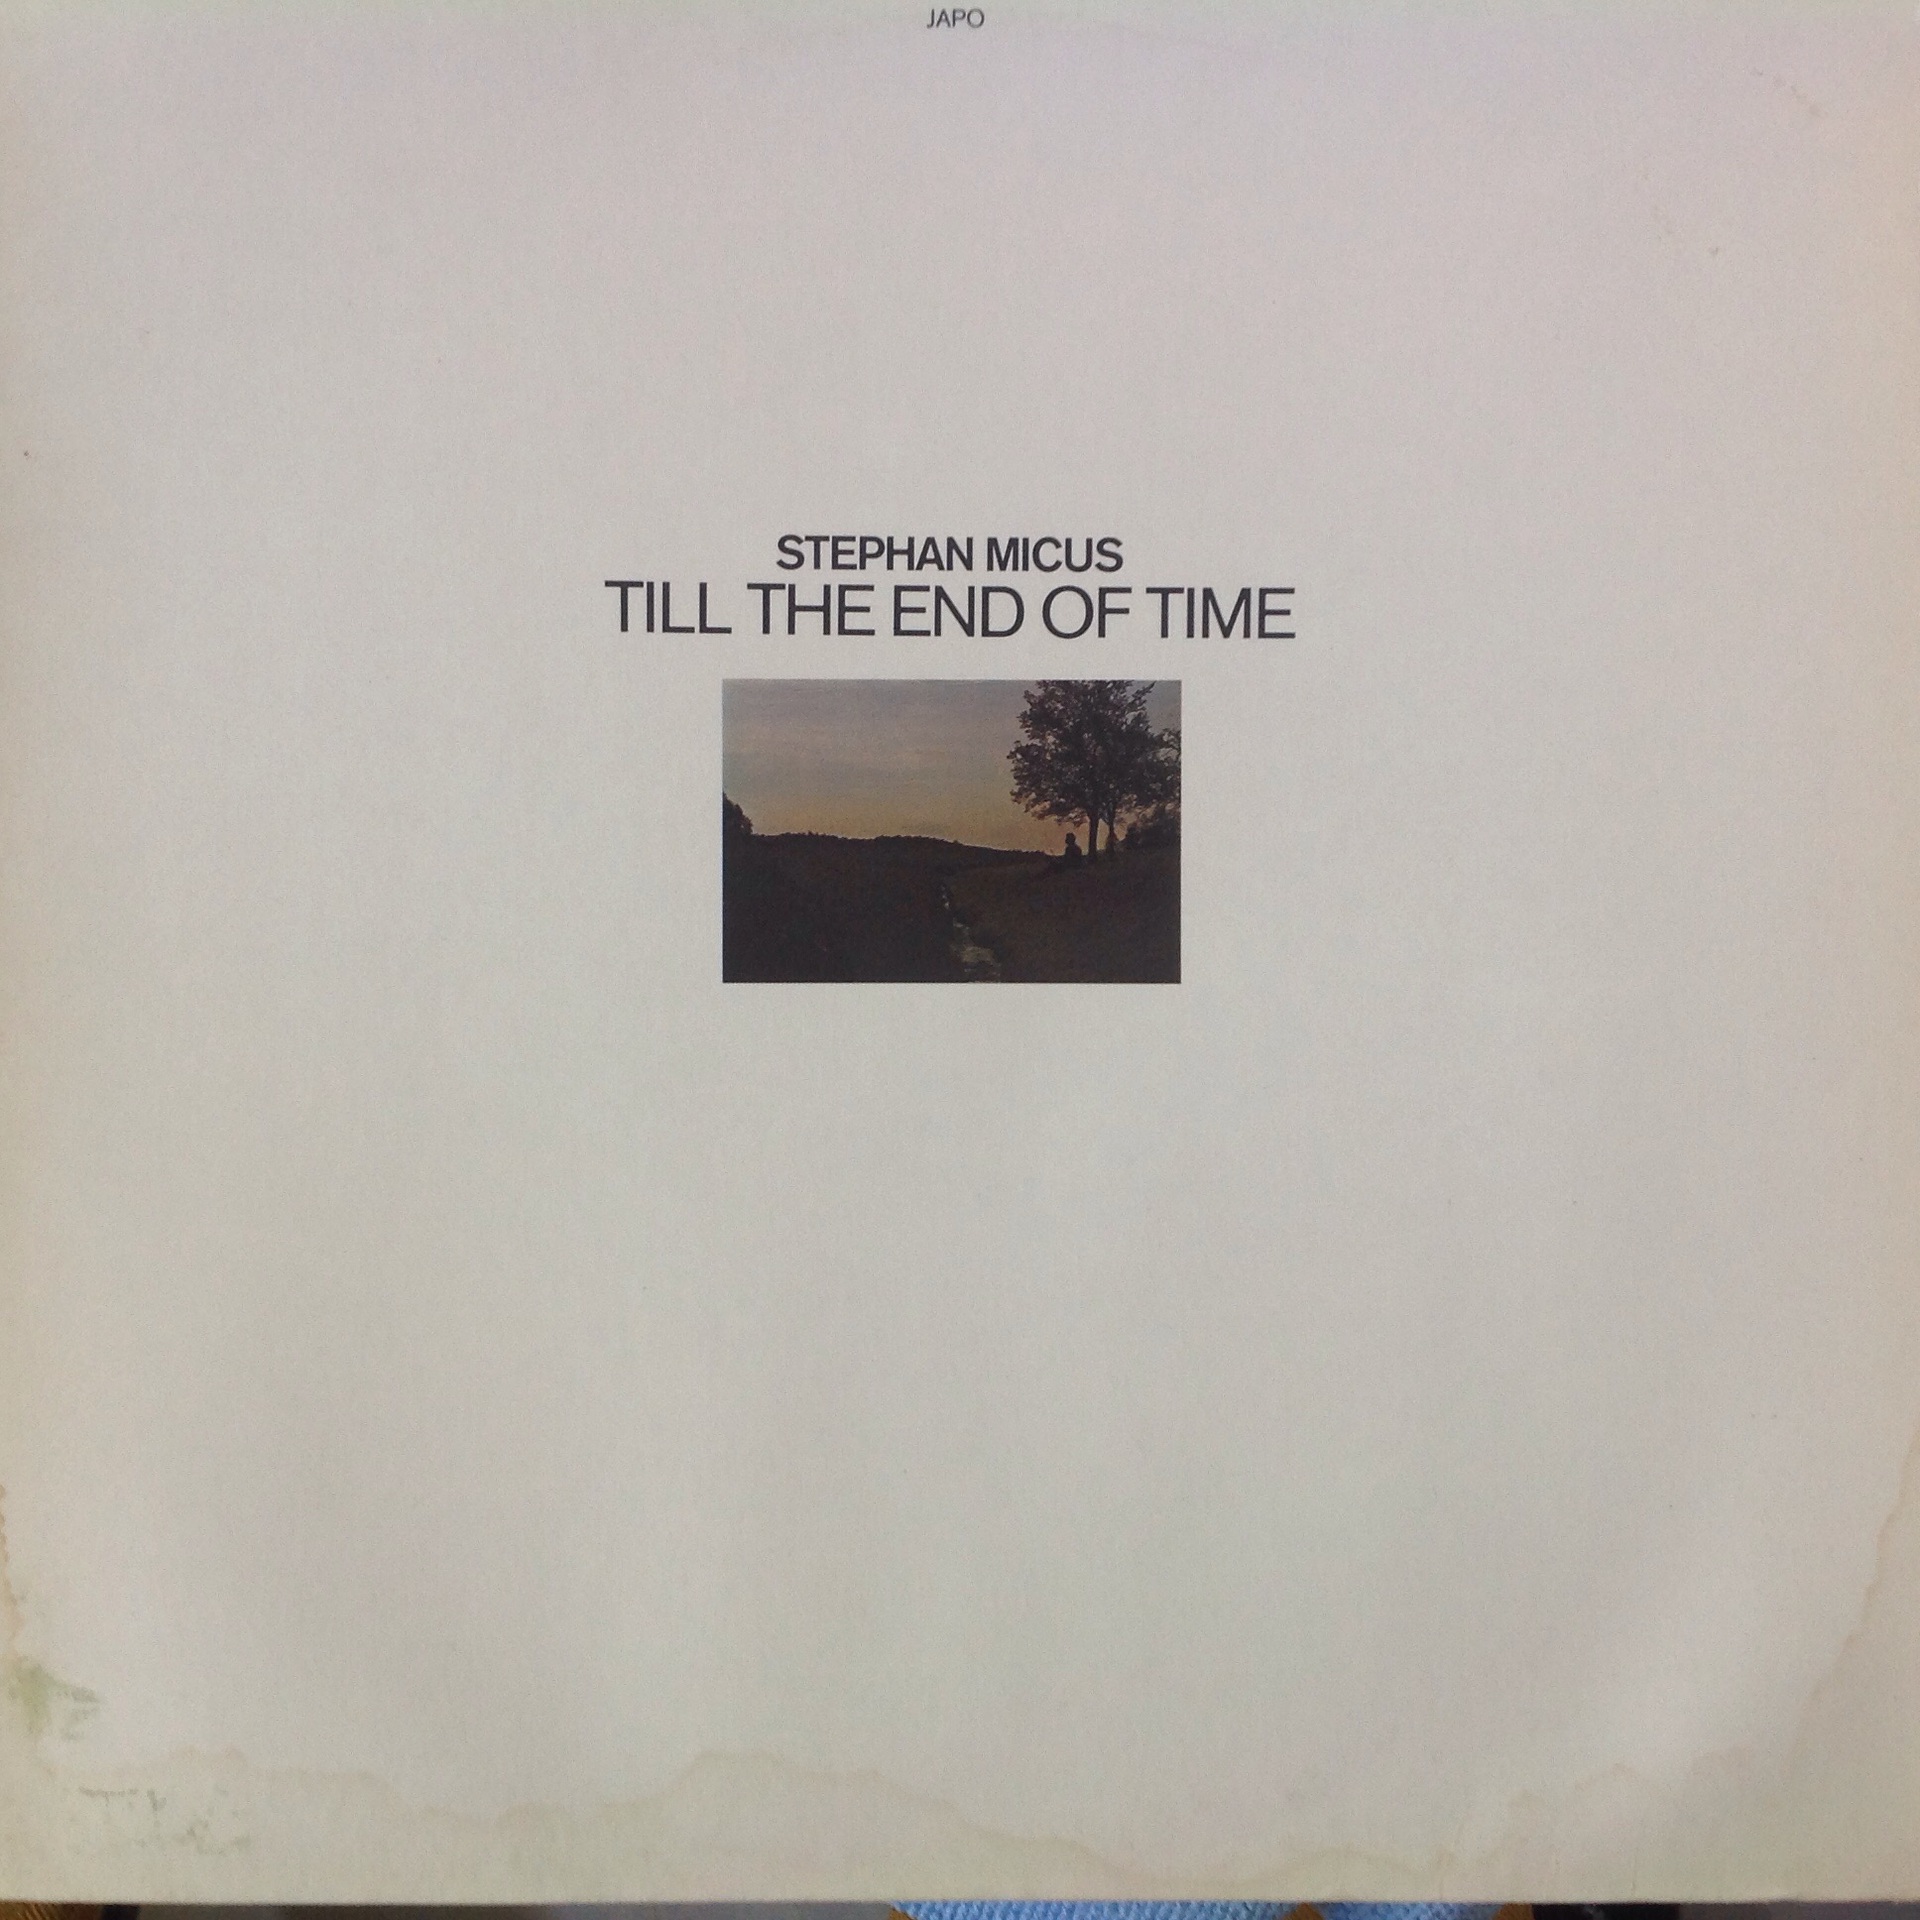 JAPO
STEPHAN MICUS
TILL THE END OF TIME